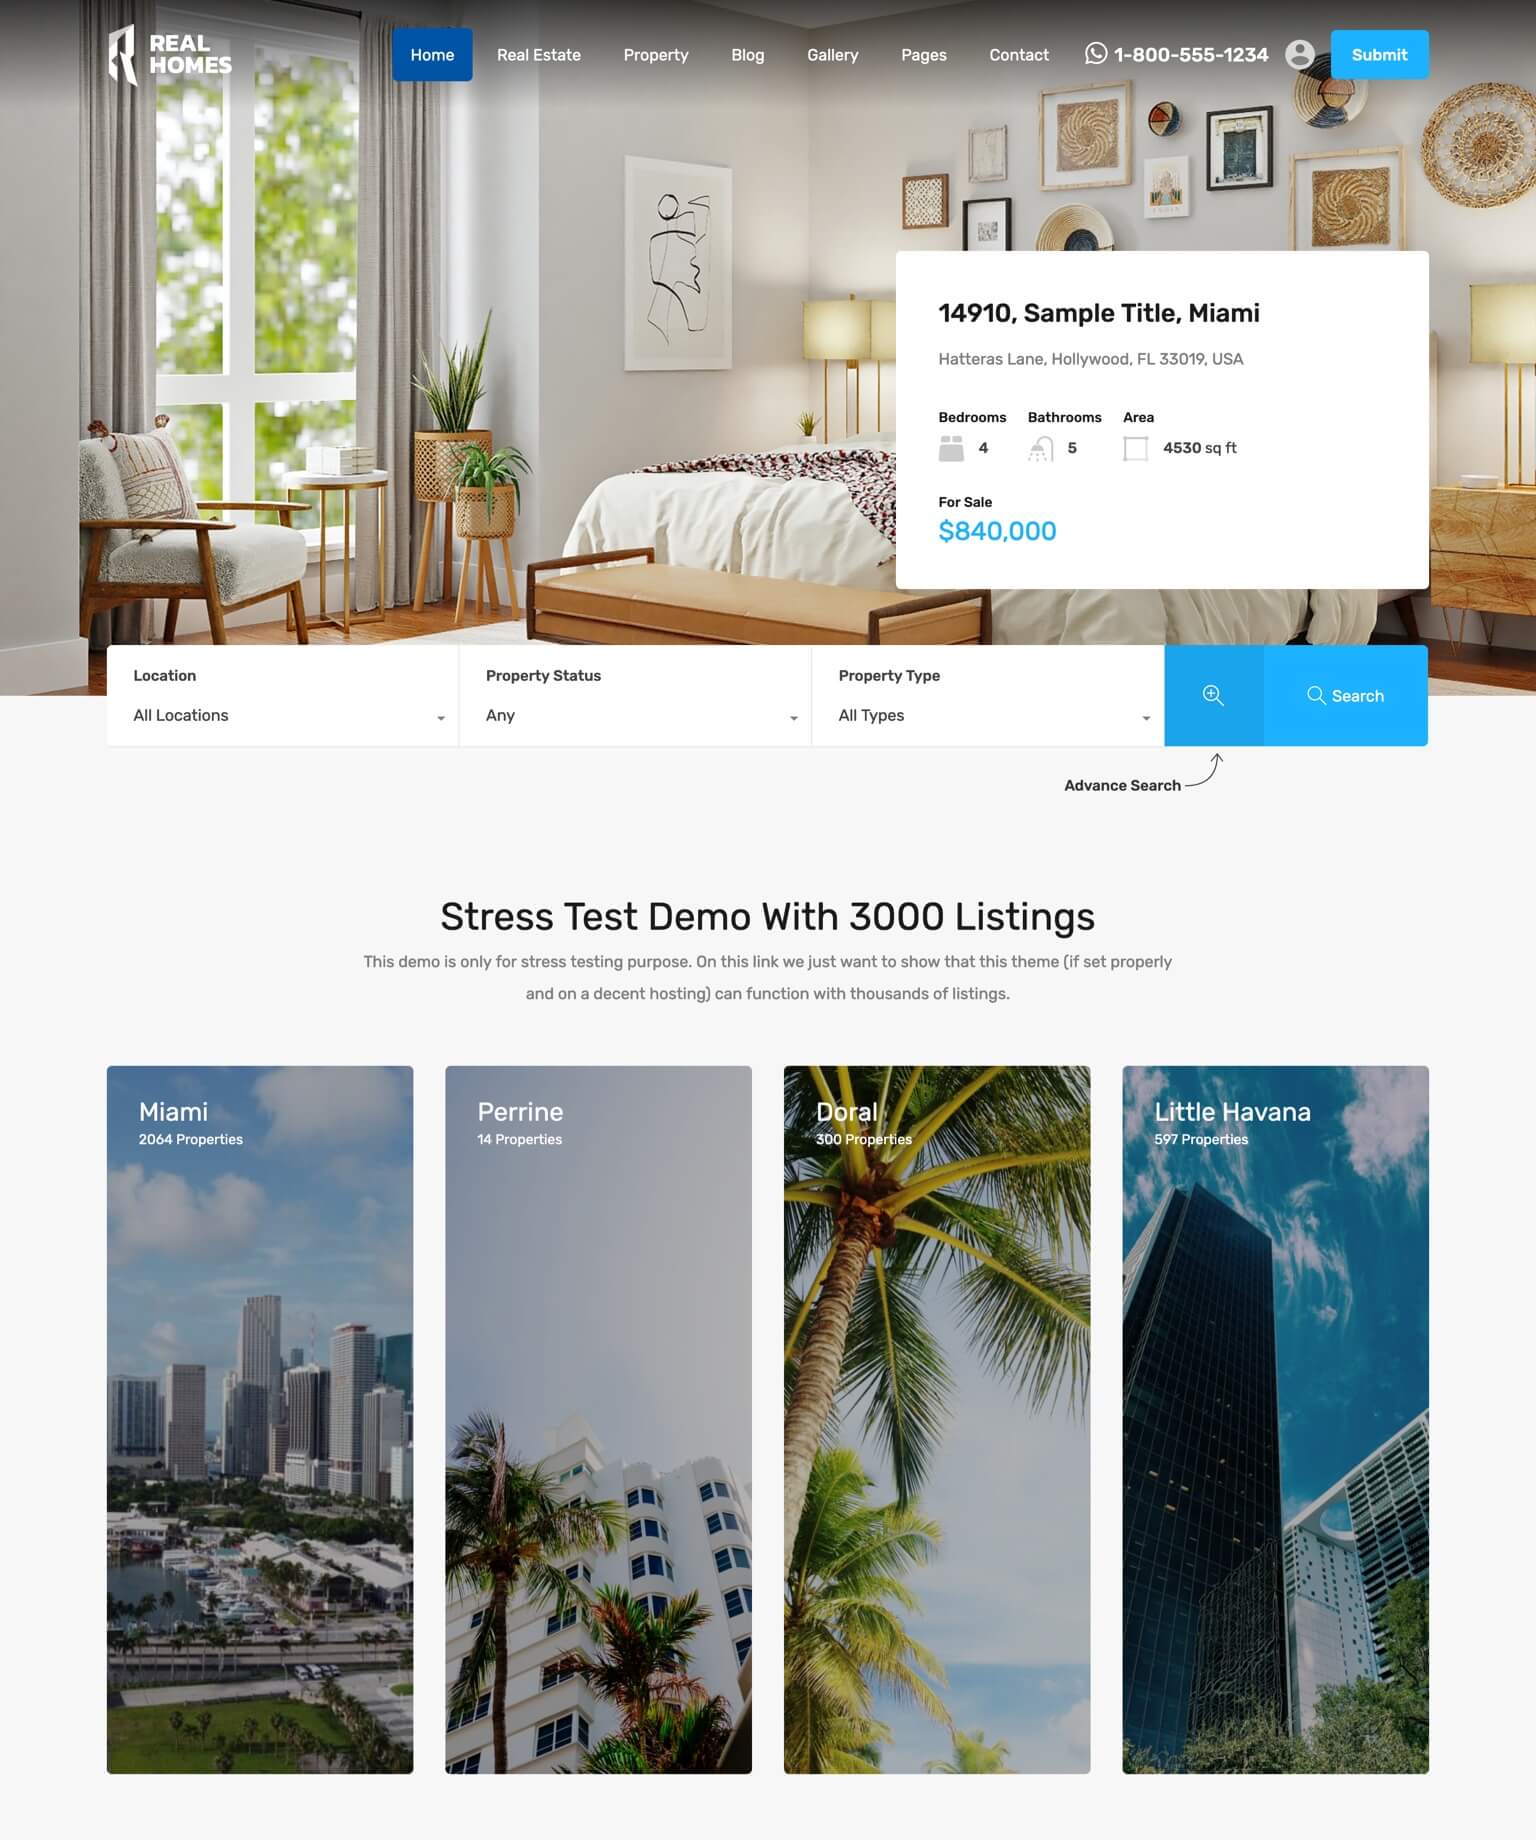 REAL
HOMES
Home
Real Estate
Property
Blog
Gallery
Pages
Contact
1-800-555-1234
Submit
14910, Sample Title, Miami
Hatteras Lane, Hollywood, FL 33019, USA
Bedrooms Bathrooms Area
4 5 4530 sq ft
For Sale
$840,000
Location
All Locations
Property Status
Any
Property Type
All Types
Search
Advance Search
Stress Test Demo With 3000 Listings
This demo is only for stress testing purpose. On this link we just want to show that this theme (if set properly
and on a decent hosting) can function with thousands of listings.
Miami
2064 Properties
Perrine
14 Properties
Doral
300 Properties
Little Havana
597 Properties